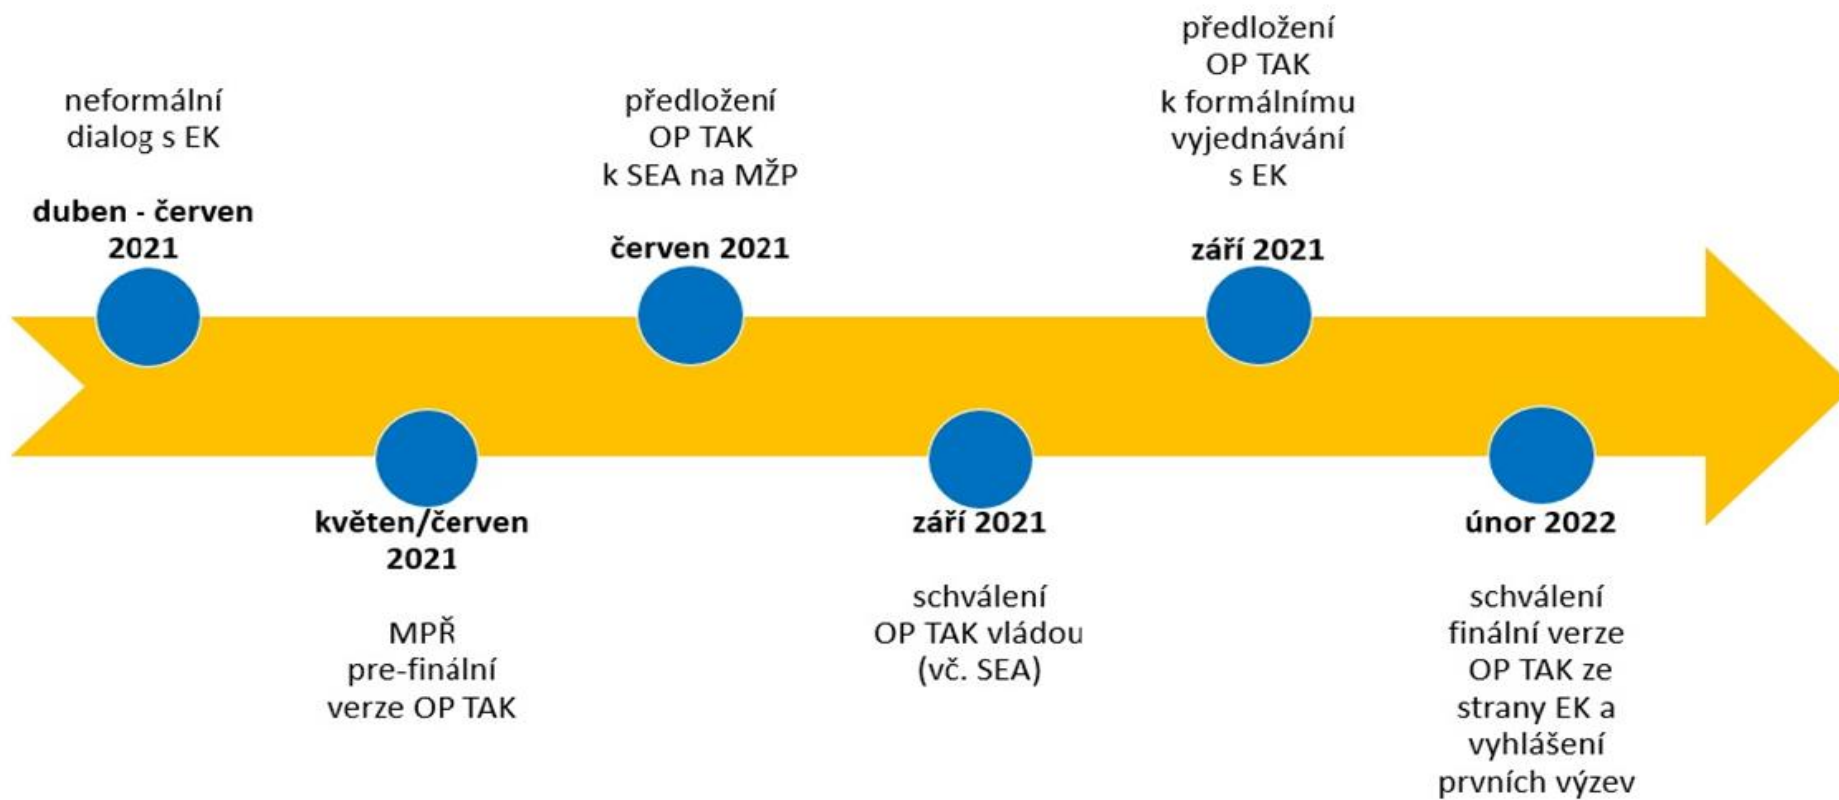 neformální
dialog s EK
duben - červen
2021
květen/červen
2021
MPŘ
pre-finální
verze OP TAK
předložení
OP TAK
k SEA na MŽP
červen 2021
září 2021
schválení
OP TAK vládou
(vč. SEA)
předložení
OP TAK
k formálnímu
vyjednávání
s EK
září 2021
únor 2022
schválení
finální verze
OP TAK ze
strany EK a
vyhlášení
prvních výzev